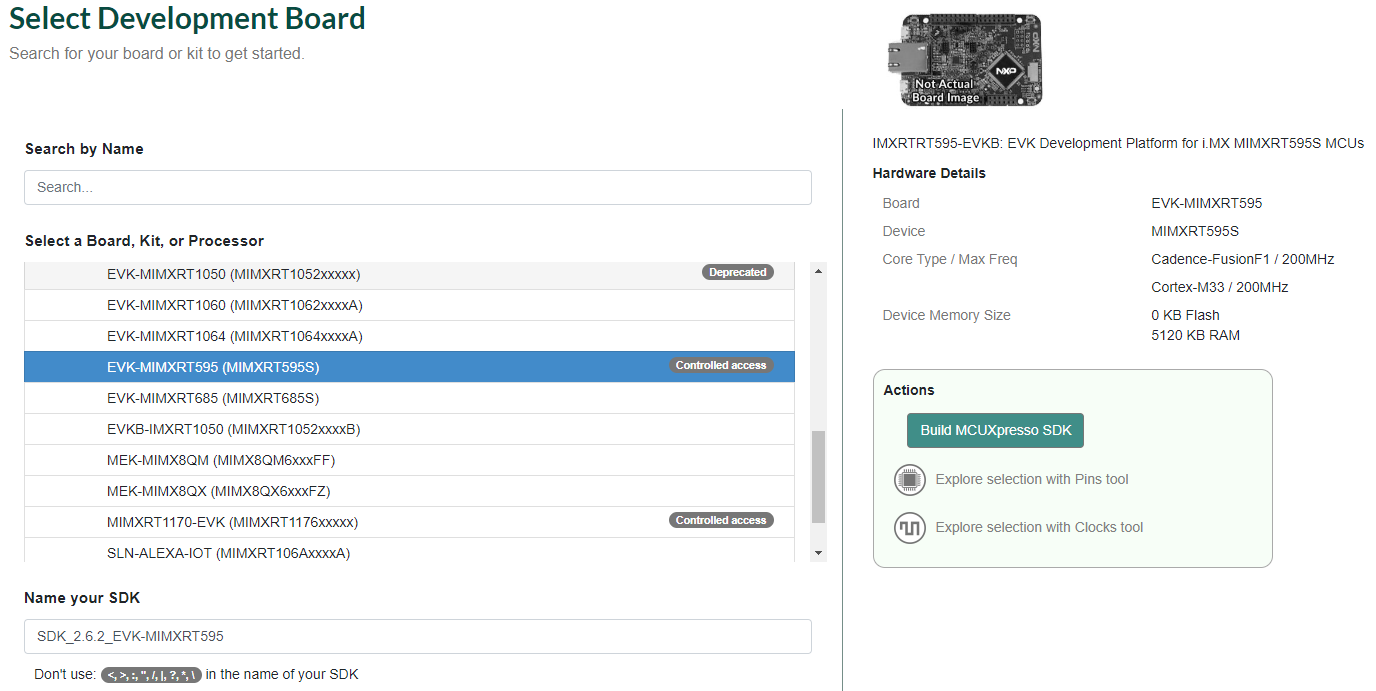 Select Development Board
Search for your board or kit to get started.
Search by Name
Search...
Select a Board, Kit, or Processor
EVK-MIMXRT1050 (MIMXRT1052xxxxx) Deprecated
EVK-MIMXRT1060 (MIMXRT1062xxxxA)
EVK-MIMXRT1064 (MIMXRT1064xxxxA)
EVK-MIMXRT595 (MIMXRT595S) Controlled access
EVK-MIMXRT685 (MIMXRT685S)
EVKB-IMXRT1050 (MIMXRT1052xxxxB)
MEK-MIMX8QM (MIMX8QM6xxxFF)
MEK-MIMX8QX (MIMX8QX6xxxFZ)
MIMXRT1170-EVK (MIMXRT1176xxxxx) Controlled access
SLN-ALEXA-IOT (MIMXRT106AxxxxA)
Name your SDK
SDK_2.6.2_EVK-MIMXRT595
Don't use: <, >, :, ", /, |, ?, *, \ in the name of your SDK
NXP
NXP
Not Actual
Board Image
IMXRTRT595-EVKB: EVK Development Platform for i.MX MIMXRT595S MCUs
Hardware Details
Board EVK-MIMXRT595
Device MIMXRT595S
Core Type / Max Freq Cadence-FusionF1 / 200MHz
Cortex-M33 / 200MHz
Device Memory Size 0 KB Flash
5120 KB RAM
Actions
Build MCUXpresso SDK
Explore selection with Pins tool
Explore selection with Clocks tool